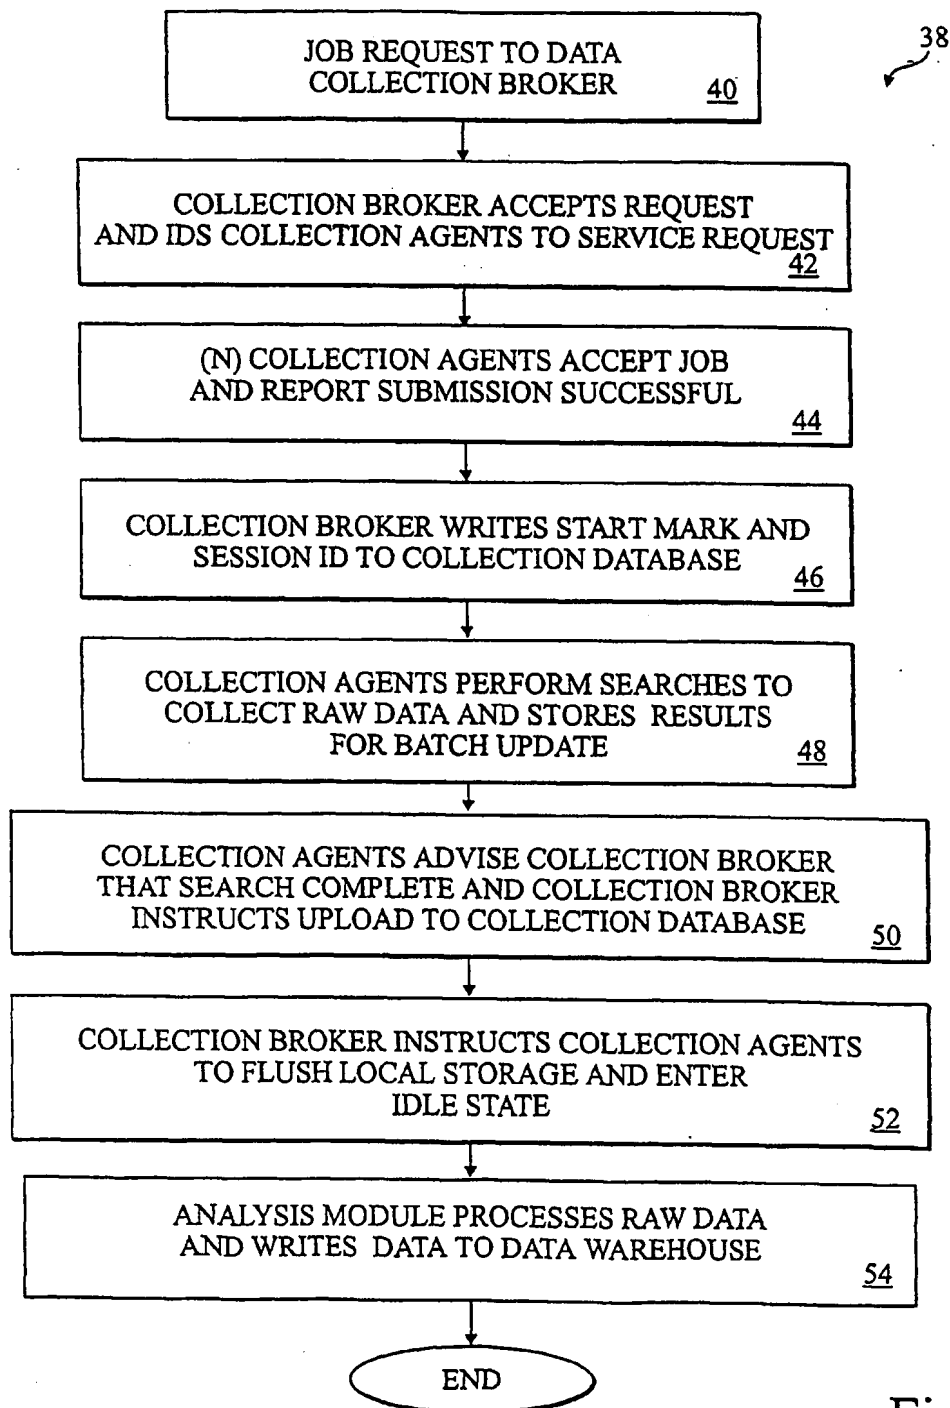 38
JOB REQUEST TO DATA
COLLECTION BROKER
40
COLLECTION BROKER ACCEPTS REQUEST
AND IDS COLLECTION AGENTS TO SERVICE REQUEST
42
(N) COLLECTION AGENTS ACCEPT JOB
AND REPORT SUBMISSION SUCCESSFUL
44
COLLECTION BROKER WRITES START MARK AND
SESSION ID TO COLLECTION DATABASE
46
COLLECTION AGENTS PERFORM SEARCHES TO
COLLECT RAW DATA AND STORES RESULTS
FOR BATCH UPDATE
48
COLLECTION AGENTS ADVISE COLLECTION BROKER
THAT SEARCH COMPLETE AND COLLECTION BROKER
INSTRUCTS UPLOAD TO COLLECTION DATABASE
50
COLLECTION BROKER INSTRUCTS COLLECTION AGENTS
TO FLUSH LOCAL STORAGE AND ENTER
IDLE STATE
52
ANALYSIS MODULE PROCESSES RAW DATA
AND WRITES DATA TO DATA WAREHOUSE
54
END